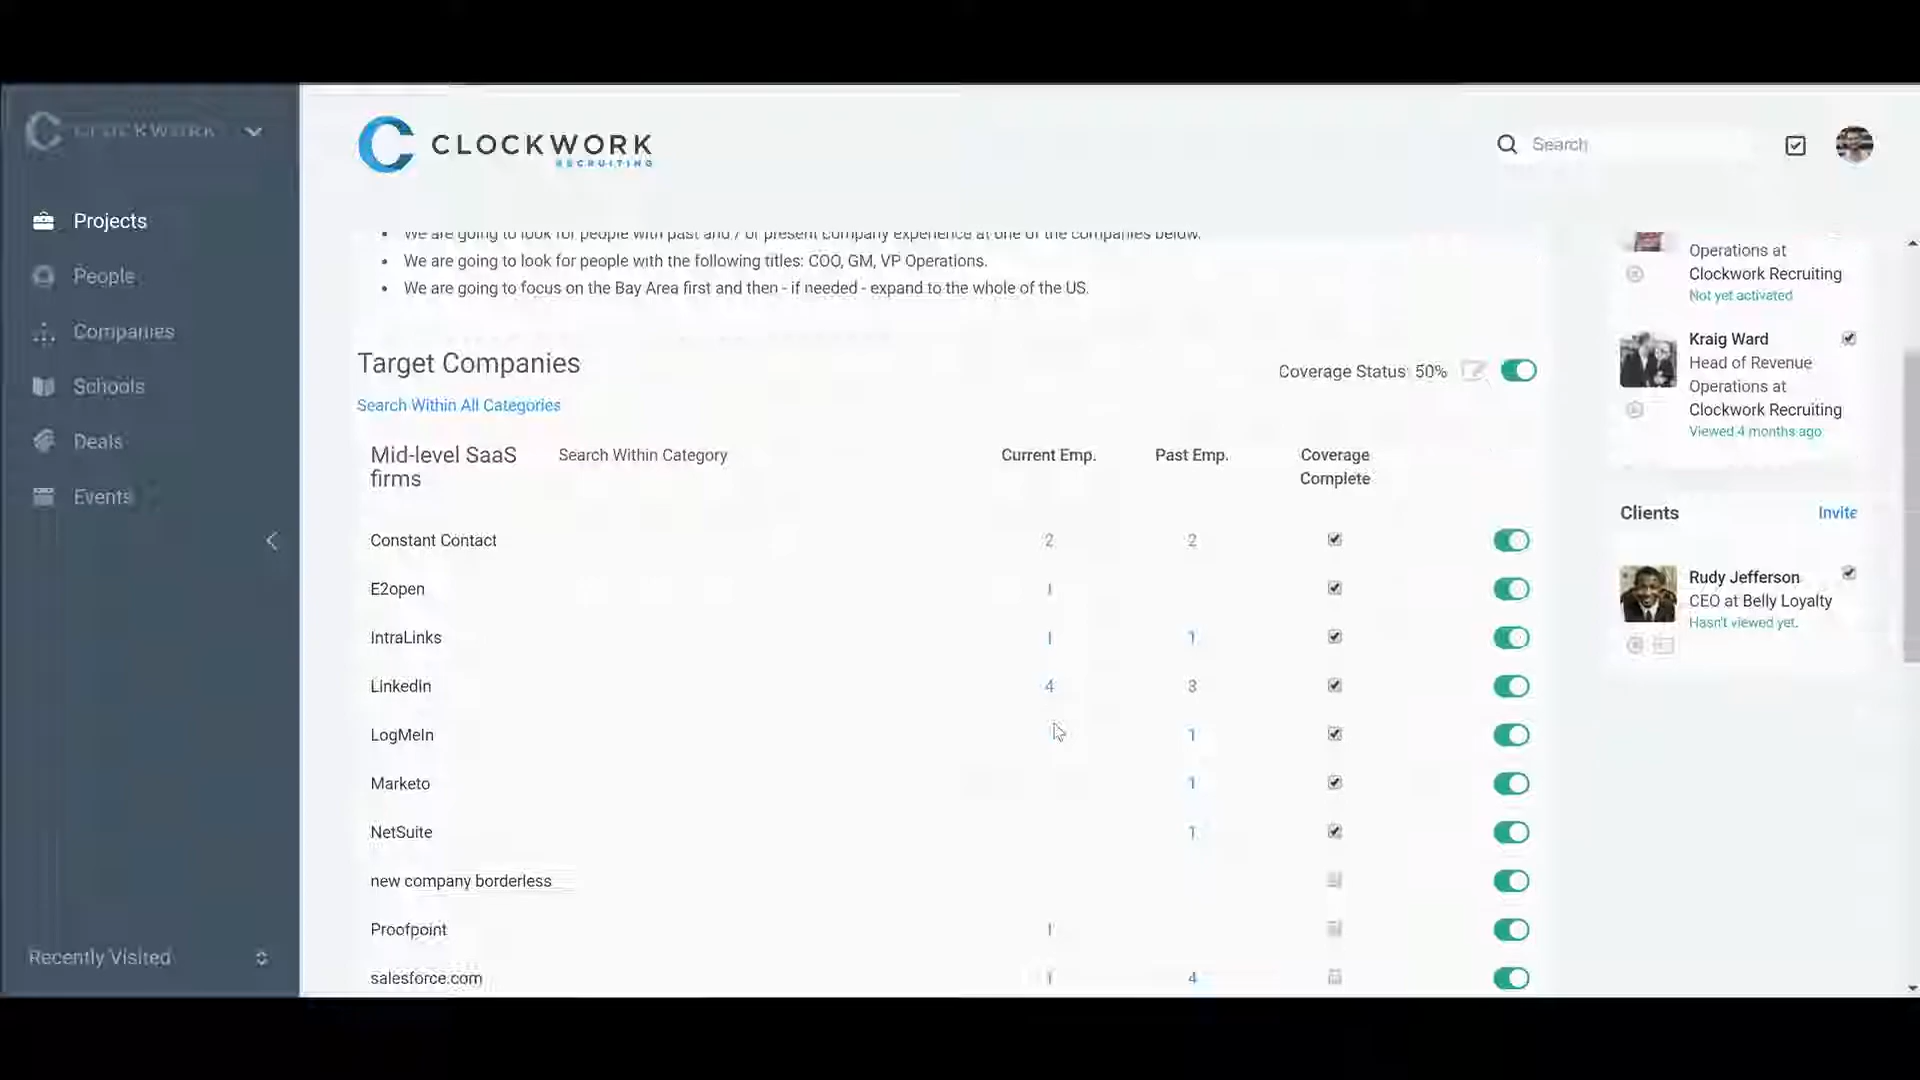 CLOCKWORK
CLOCKWORK
RECRUITING
Search
Projects
People
Companies
Schools
Deals
Events
Recently Visited
We are going to look for people with past and / or present company experience at one of the companies below.
We are going to look for people with the following titles: COO, GM, VP Operations.
We are going to focus on the Bay Area first and then - if needed - expand to the whole of the US.
Target Companies
Coverage Status: 50%
Search Within All Categories
Mid-level SaaS firms Search Within Category Current Emp. Past Emp. Coverage Complete
Constant Contact 2 2
E2open 1
IntraLinks 1 1
LinkedIn 4 3
LogMeIn 1
Marketo 1
NetSuite 1
new company borderless
Proofpoint 1
salesforce.com 1 4
Operations at
Clockwork Recruiting
Not yet activated
Kraig Ward
Head of Revenue
Operations at
Clockwork Recruiting
Viewed 4 months ago
Clients Invite
Rudy Jefferson
CEO at Belly Loyalty
Hasn't viewed yet.